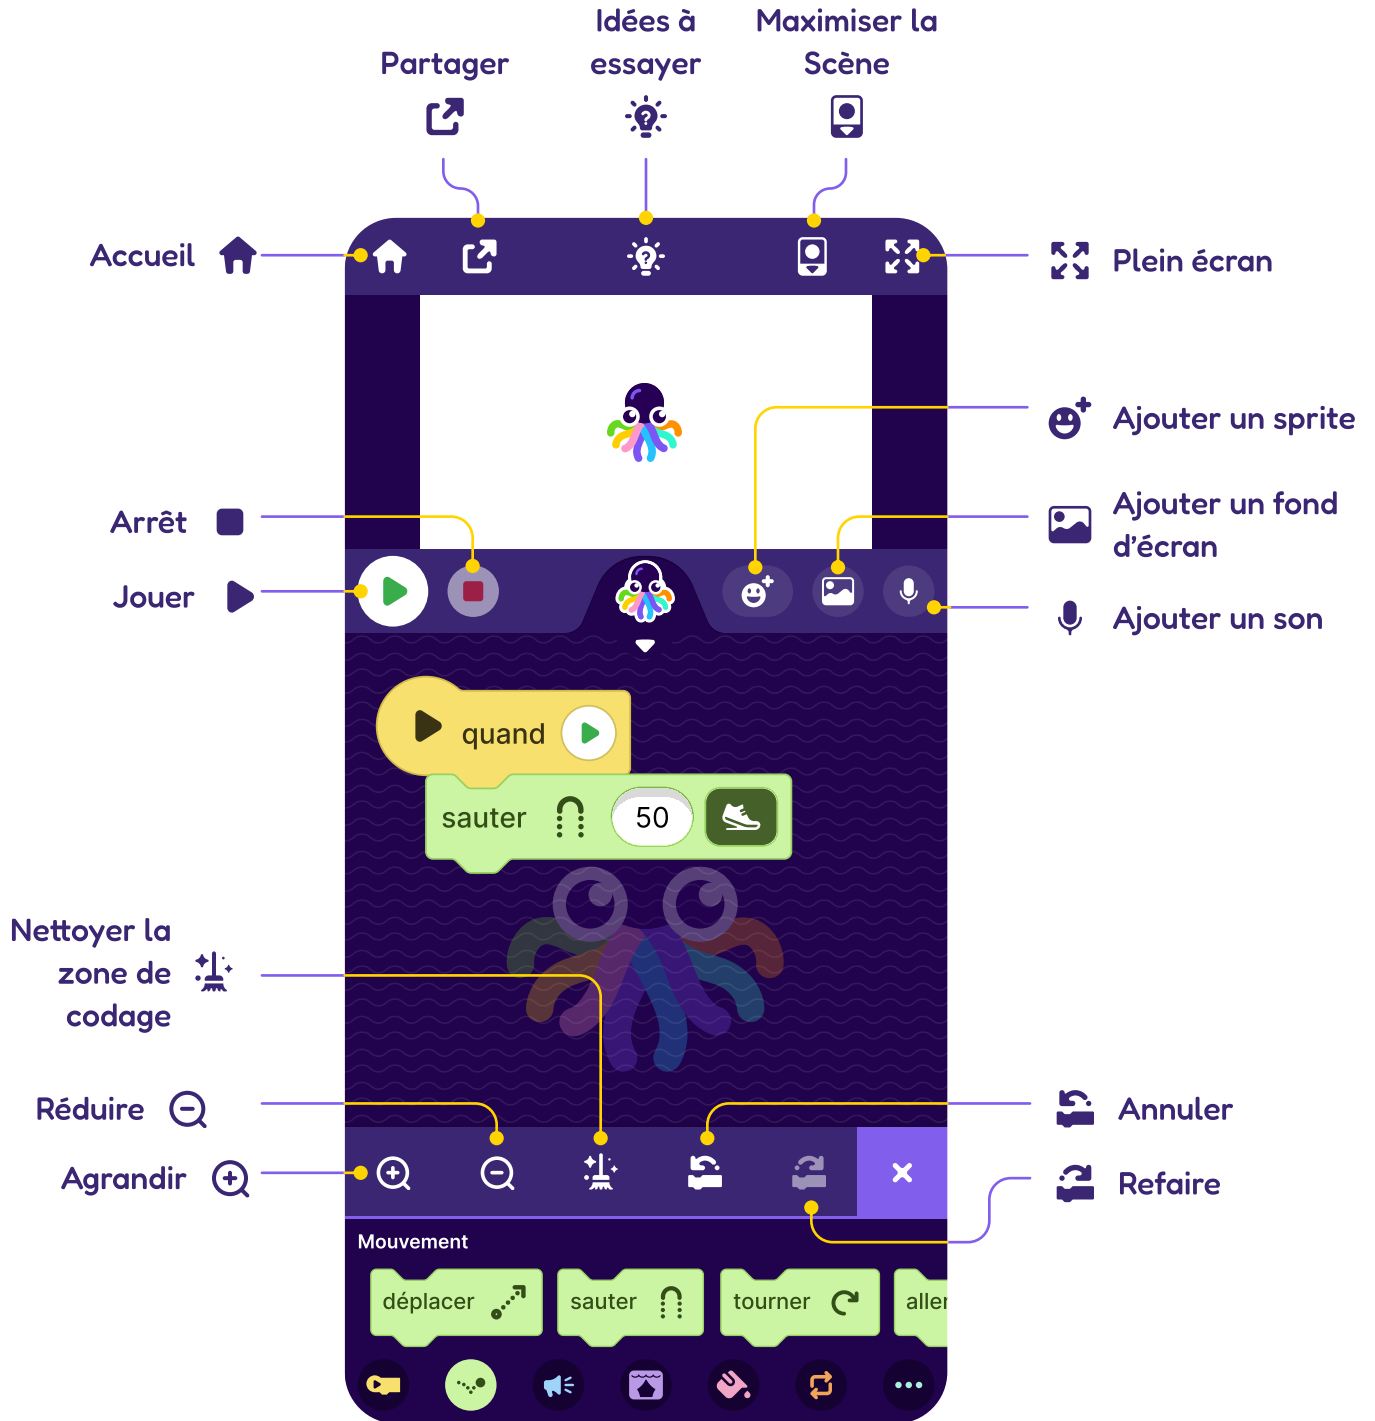 Idées à
essayer
Maximiser la
Scène
Partager
Accueil
Plein écran
Ajouter un sprite
Ajouter un fond
d'écran
Arrêt
Jouer
Ajouter un son
quand
sauter 50
Nettoyer la
zone de
codage
Réduire
Annuler
Agrandir
Refaire
Mouvement
déplacer
sauter
tourner
aller